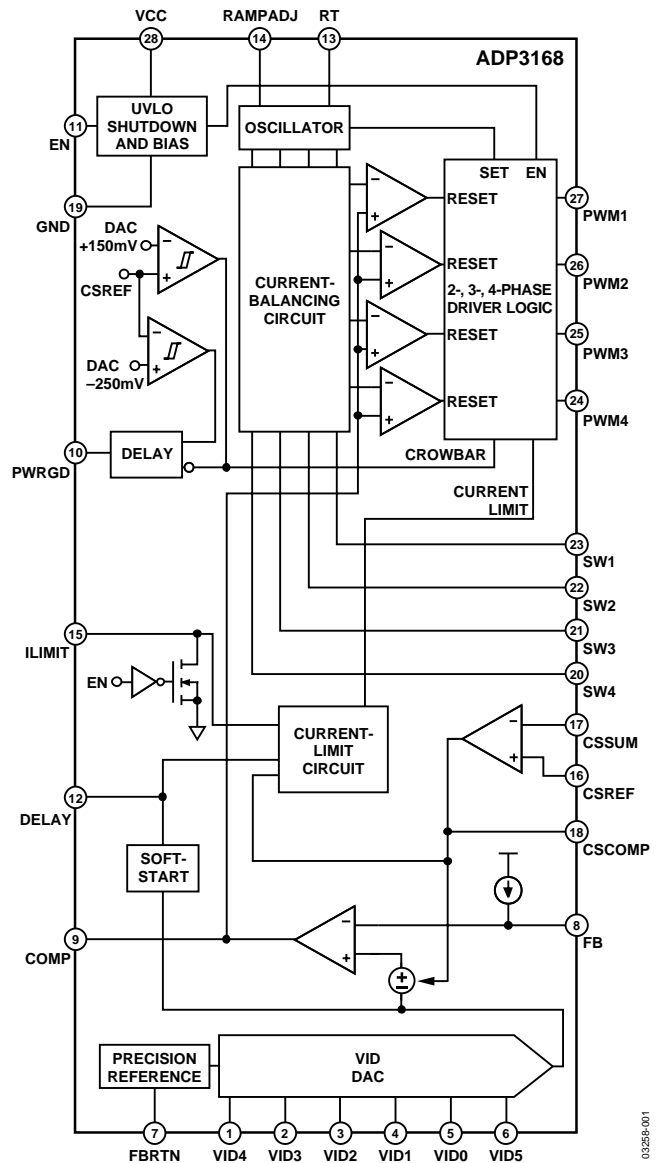 VCC RAMPADJ RT
28 14 13
ADP3168
UVLO
SHUTDOWN
AND BIAS
11
EN
OSCILLATOR
SET EN
19
GND
DAC
+150mV
CSREF
DAC
–250mV
– +
– +
CURRENT-
BALANCING
CIRCUIT
– +
– +
– +
– +
RESET
RESET
2-, 3-, 4-PHASE
DRIVER LOGIC
RESET
RESET
27
PWM1
26
PWM2
25
PWM3
24
PWM4
10
PWRGD
DELAY
CROWBAR
CURRENT
LIMIT
23
SW1
22
SW2
21
SW3
20
SW4
15
ILIMIT
EN
CURRENT-
LIMIT
CIRCUIT
– +
17
CSSUM
16
CSREF
18
CSCOMP
12
DELAY
SOFT-
START
9
COMP
– +
+ –
8
FB
PRECISION
REFERENCE
VID
DAC
7 1 2 3 4 5 6
FBRTN VID4 VID3 VID2 VID1 VID0 VID5
03258-001